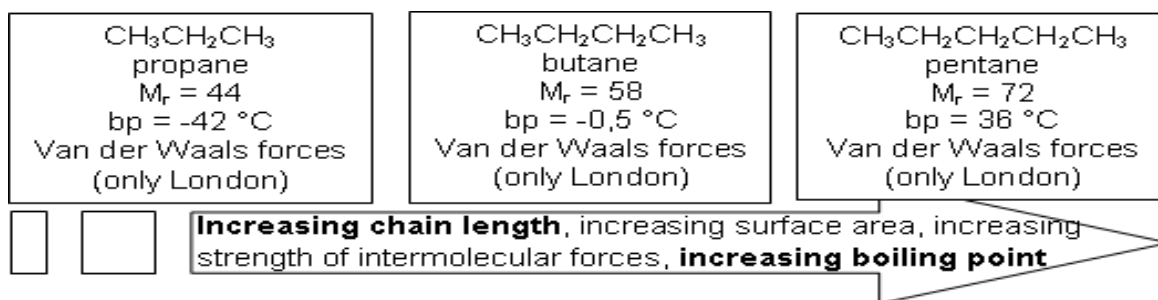 CH₃CH₂CH₃
propane
Mᵣ = 44
bp = -42 °C
Van der Waals forces
(only London)
CH₃CH₂CH₂CH₃
butane
Mᵣ = 58
bp = -0,5 °C
Van der Waals forces
(only London)
CH₃CH₂CH₂CH₂CH₃
pentane
Mᵣ = 72
bp = 36 °C
Van der Waals forces
(only London)
Increasing chain length, increasing surface area, increasing
strength of intermolecular forces, increasing boiling point